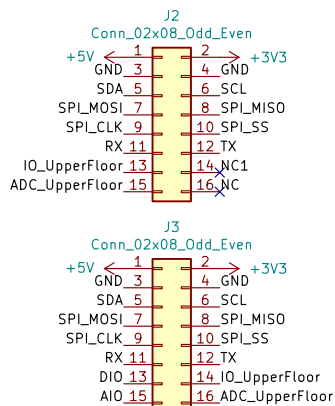 J2
Conn_02x08_Odd_Even
+5V 1 2 +3V3
GND 3 4 GND
SDA 5 6 SCL
SPI_MOSI 7 8 SPI_MISO
SPI_CLK 9 10 SPI_SS
RX 11 12 TX
IO_UpperFloor 13 14 NC1
ADC_UpperFloor 15 16 NC
J3
Conn_02x08_Odd_Even
+5V 1 2 +3V3
GND 3 4 GND
SDA 5 6 SCL
SPI_MOSI 7 8 SPI_MISO
SPI_CLK 9 10 SPI_SS
RX 11 12 TX
DIO 13 14 IO_UpperFloor
AIO 15 16 ADC_UpperFloor